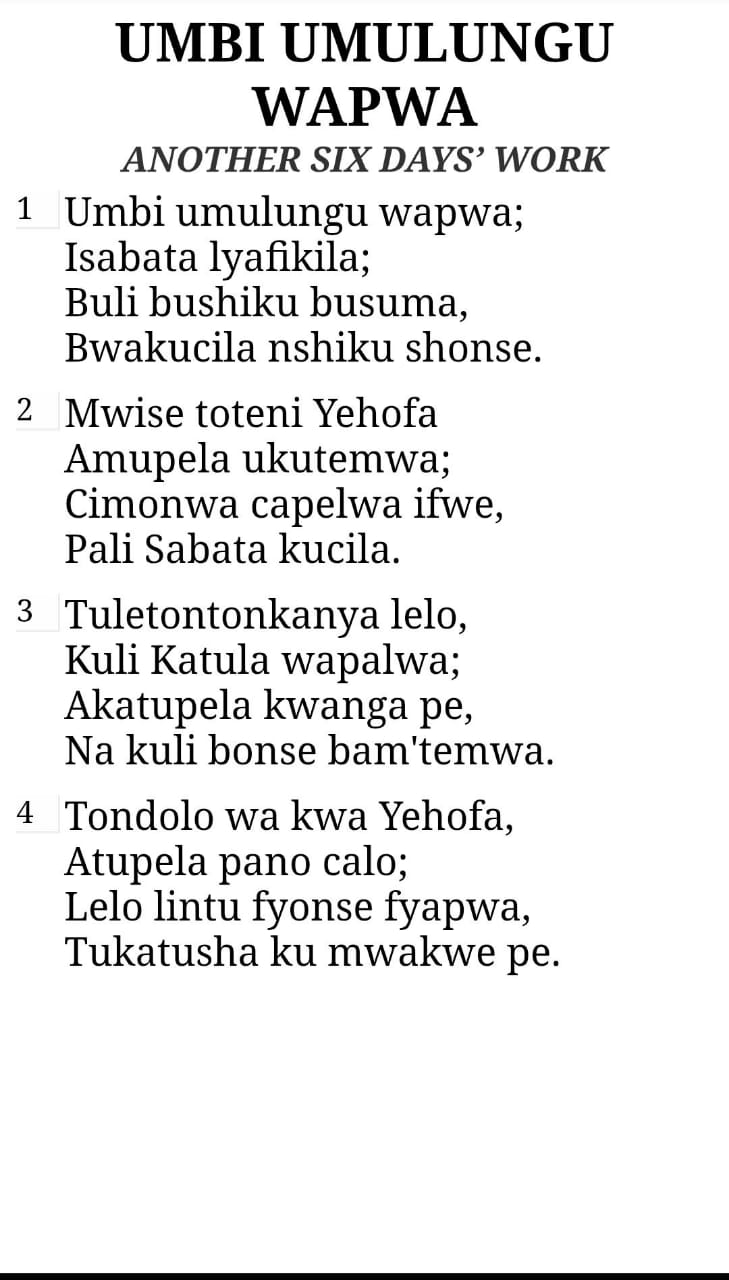 UMBI UMULUNGU
WAPWA
ANOTHER SIX DAYS’ WORK
1 Umbi umulungu wapwa;
Isabata lyafikila;
Buli bushiku busuma,
Bwakucila nshiku shonse.
2 Mwise toteni Yehofa
Amupela ukutemwa;
Cimonwa capelwa ifwe,
Pali Sabata kucila.
3 Tuletontonkanya lelo,
Kuli Katula wapalwa;
Akatupela kwanga pe,
Na kuli bonse bam'temwa.
4 Tondolo wa kwa Yehofa,
Atupela pano calo;
Lelo lintu fyonse fyapwa,
Tukatusha ku mwakwe pe.